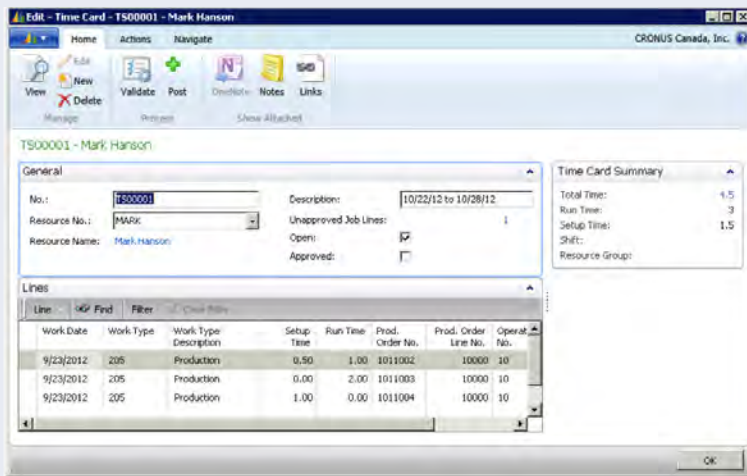 Edit - Time Card - TS00001 - Mark Hanson
Home Actions Navigate CRONUS Canada, Inc.
View
Edit
New
Delete
Validate Post
OneNote Notes Links
Manage Process Show Attached
TS00001 - Mark Hanson
General
No.: TS00001
Resource No.: MARK
Resource Name: Mark Hanson
Description: 10/22/12 to 10/28/12
Unapproved Job Lines: 1
Open:
Approved:
Time Card Summary
Total Time: 4.5
Run Time: 3
Setup Time: 1.5
Shift:
Resource Group:
Lines
Line Find Filter Clear Filter
Work Date Work Type Work Type Description Setup Time Run Time Prod. Order No. Prod. Order Line No. Operat No.
9/23/2012 205 Production 0.50 1.00 1011002 10000 10
9/23/2012 205 Production 0.00 2.00 1011003 10000 10
9/23/2012 205 Production 1.00 0.00 1011004 10000 10
OK